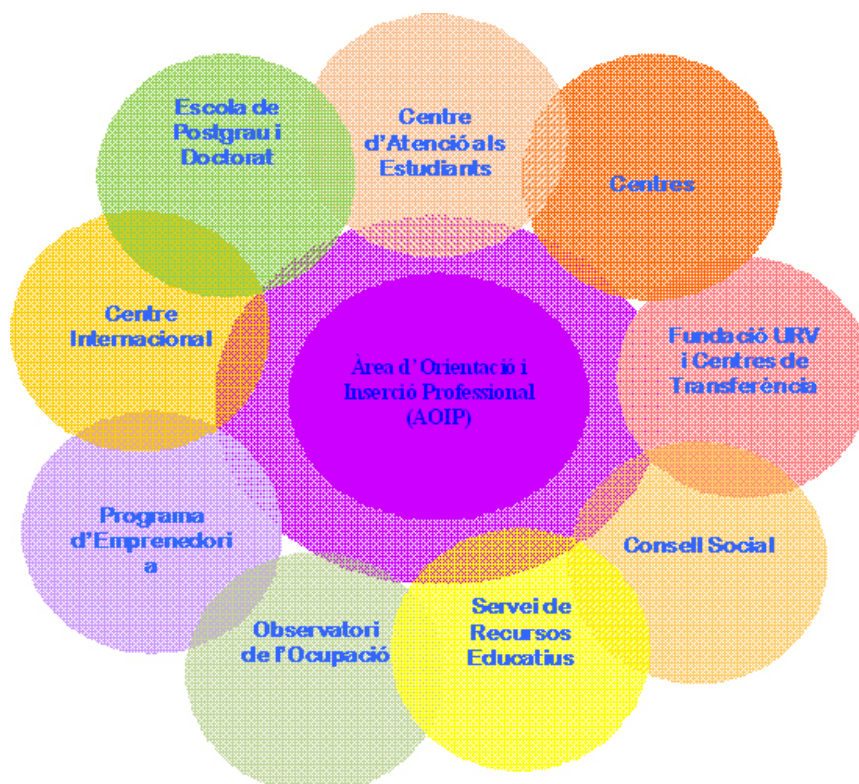 Escola de
Postgrau i
Doctorat
Centre
d'Atenció als
Estudiants
Centres
Centre
Internacional
Fundació URV
i Centres de
Transferència
Àrea d' Orientació i
Inserció Professional
(AOIP)
Programa
d'Emprenedori
a
Consell Social
Observatori
de l'Ocupació
Servei de
Recursos
Educatius